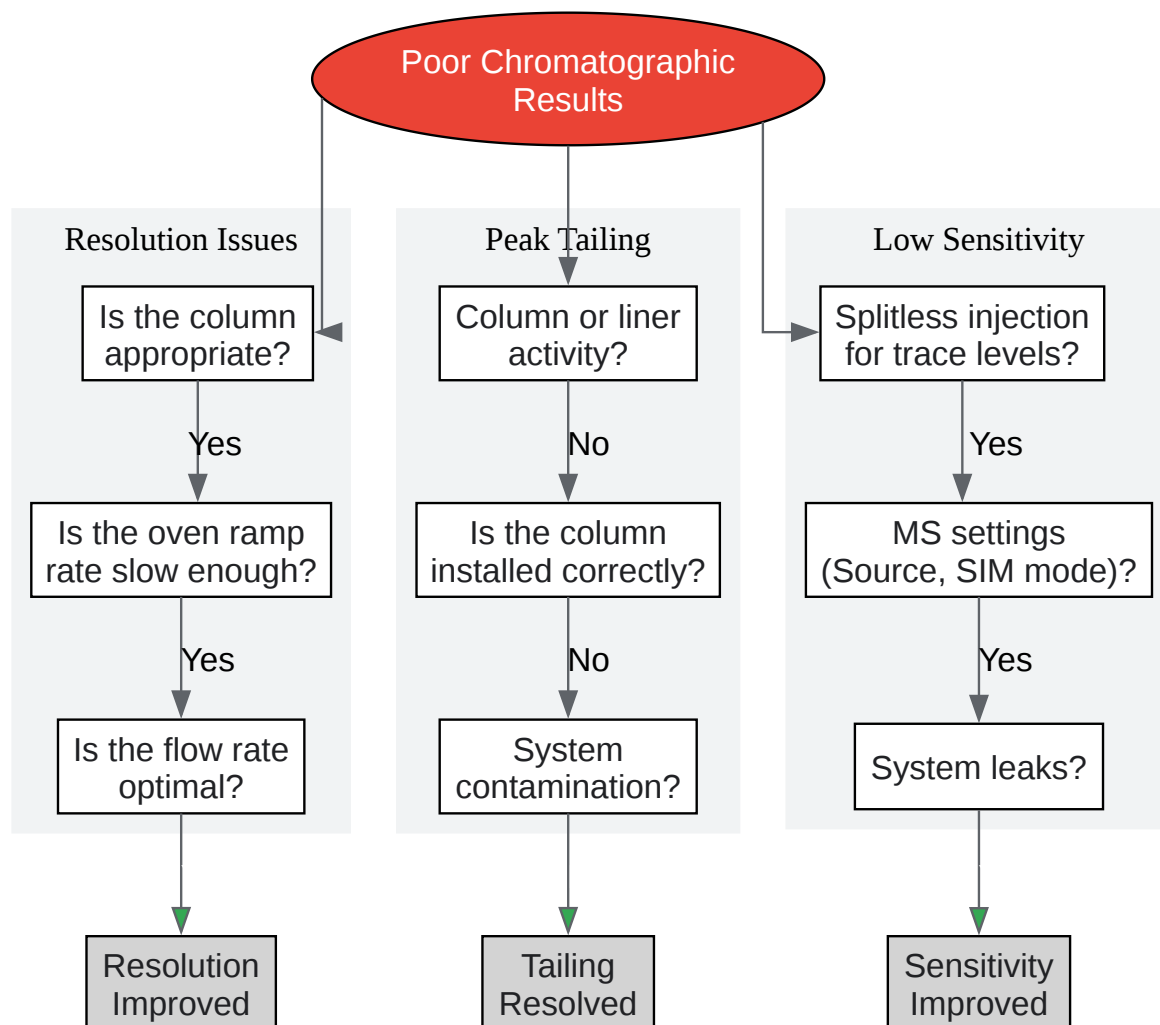 Poor Chromatographic
Results
Resolution Issues
Is the column
appropriate?
Yes
Is the oven ramp
rate slow enough?
Yes
Is the flow rate
optimal?
Resolution
Improved
Peak Tailing
Column or liner
activity?
No
Is the column
installed correctly?
No
System
contamination?
Tailing
Resolved
Low Sensitivity
Splitless injection
for trace levels?
Yes
MS settings
(Source, SIM mode)?
Yes
System leaks?
Sensitivity
Improved